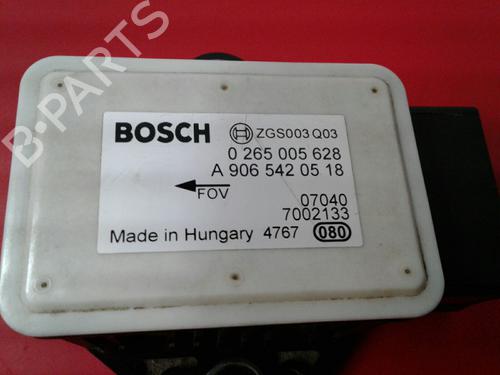 B-PARTS
BOSCH ZGS003 Q03
0 265 005 628
A 906 542 05 18
FOV
07040
7002133
Made in Hungary 4767 080